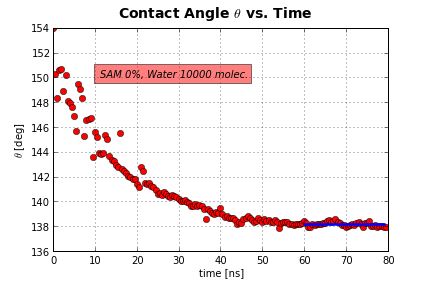 Contact Angle θ vs. Time
154
152
150
148
146
144
142
140
138
136
θ [deg]
SAM 0%, Water 10000 molec.
0 10 20 30 40 50 60 70 80
time [ns]